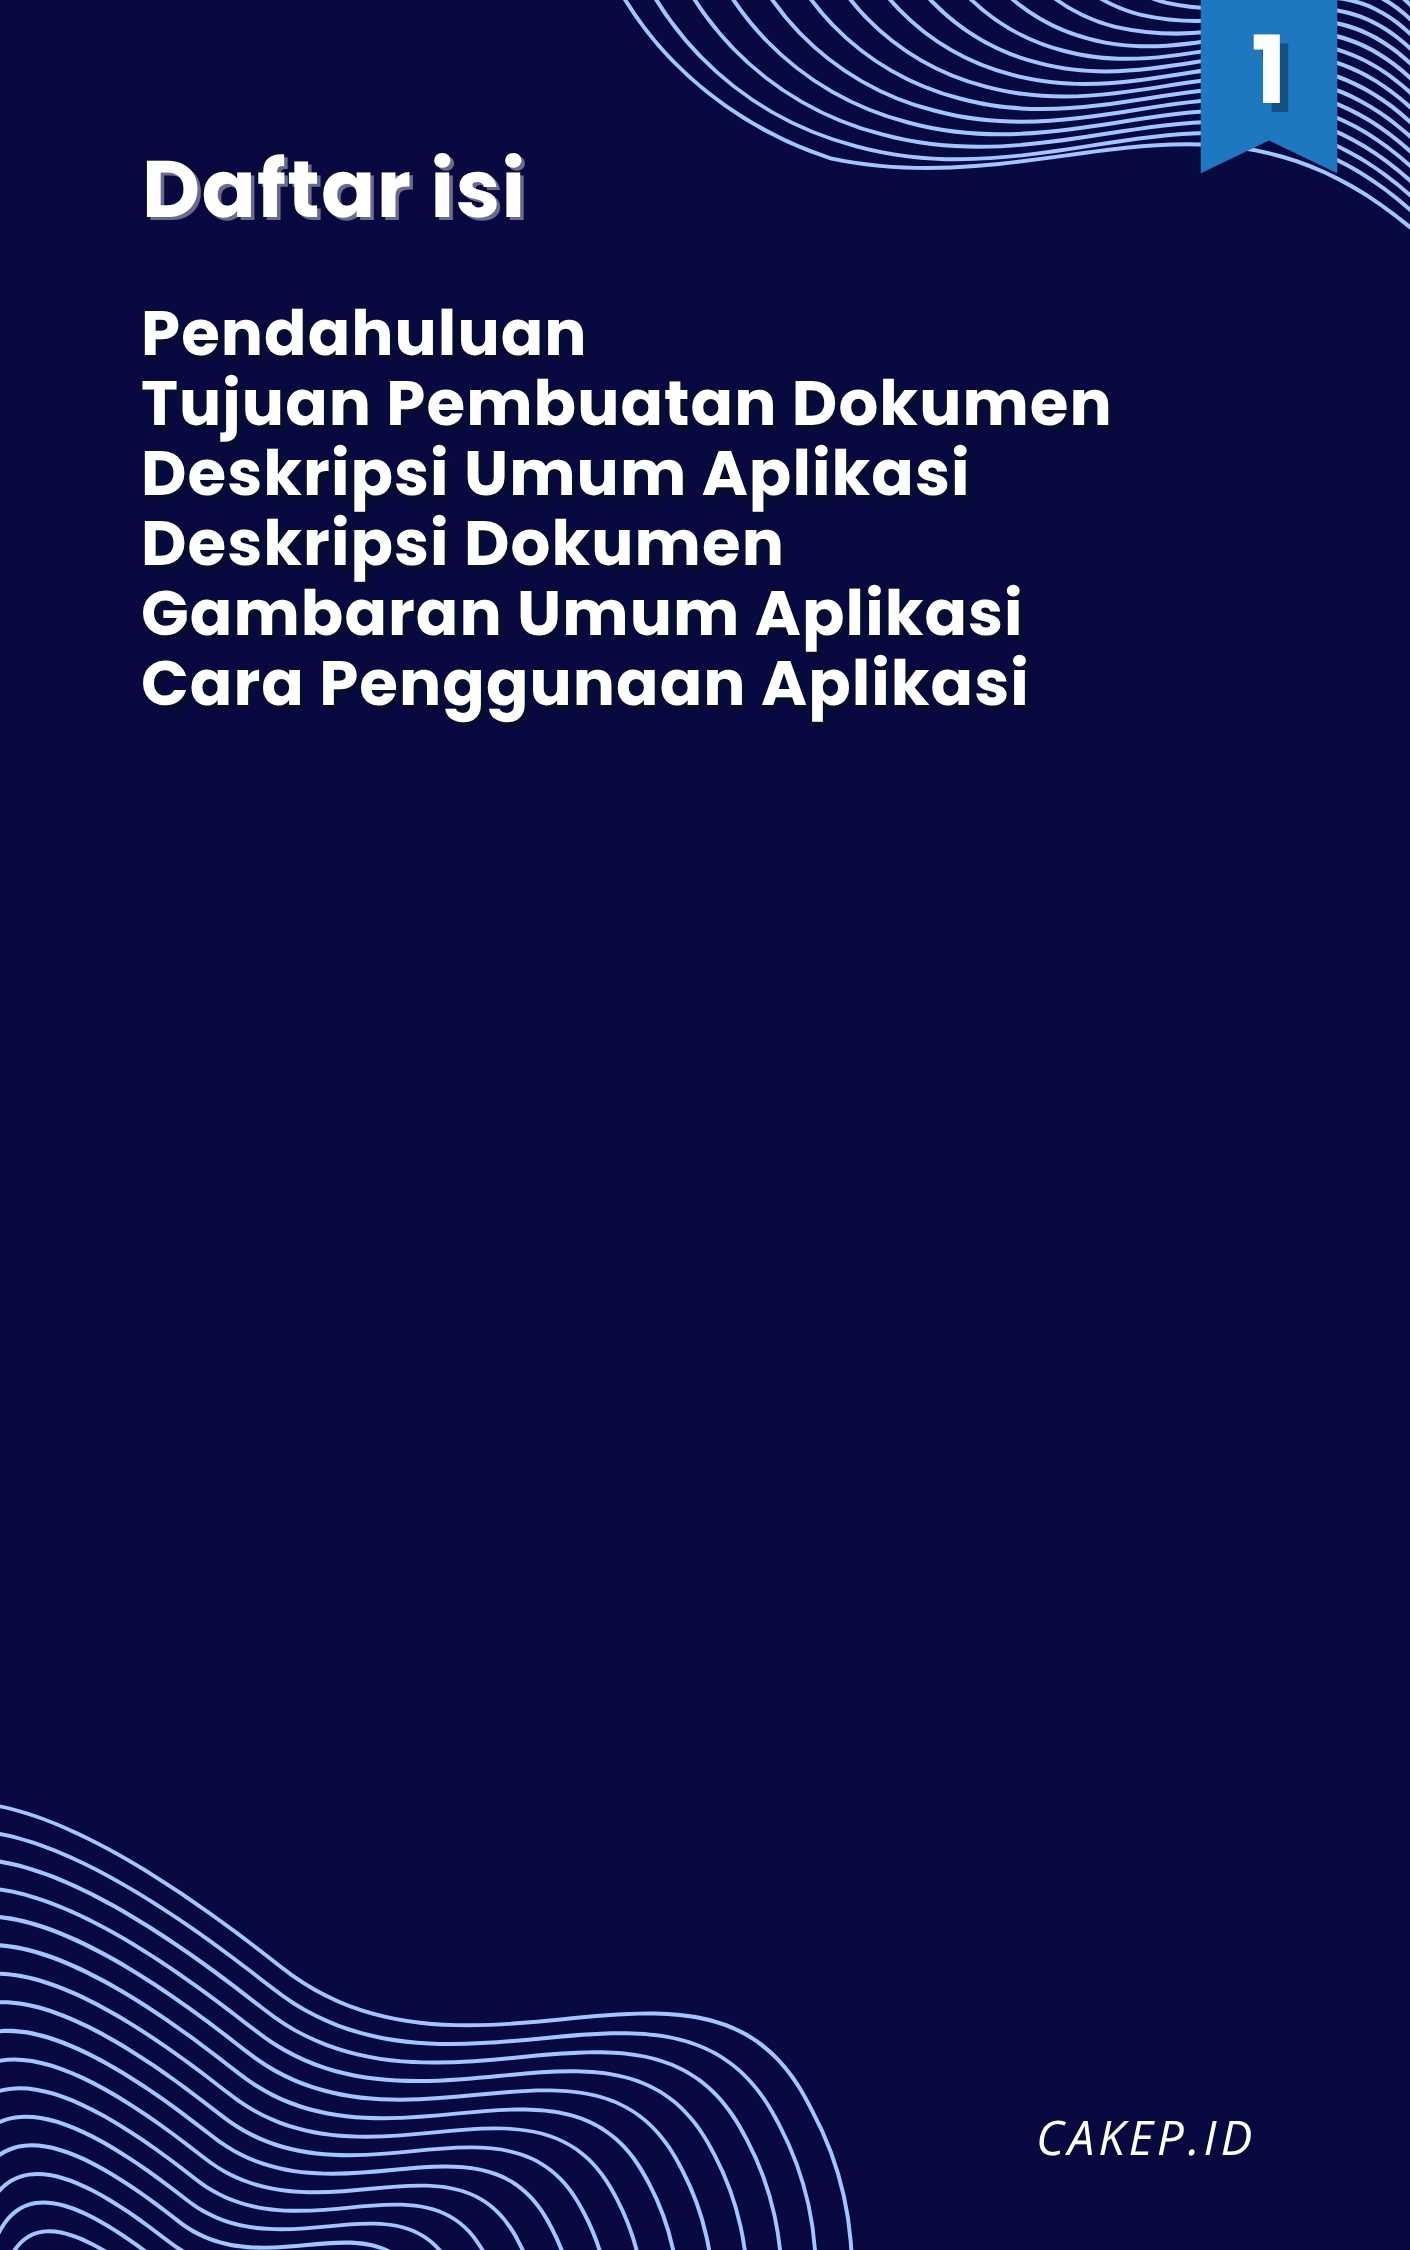 1
Daftar isi
Pendahuluan
Tujuan Pembuatan Dokumen
Deskripsi Umum Aplikasi
Deskripsi Dokumen
Gambaran Umum Aplikasi
Cara Penggunaan Aplikasi
CAKEP.ID